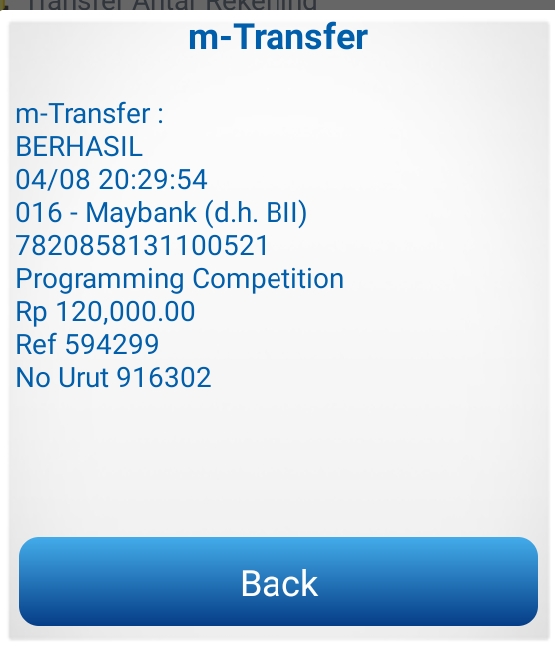 Transfer Antar Rekening
m-Transfer
m-Transfer :
BERHASIL
04/08 20:29:54
016 - Maybank (d.h. BII)
7820858131100521
Programming Competition
Rp 120,000.00
Ref 594299
No Urut 916302
Back